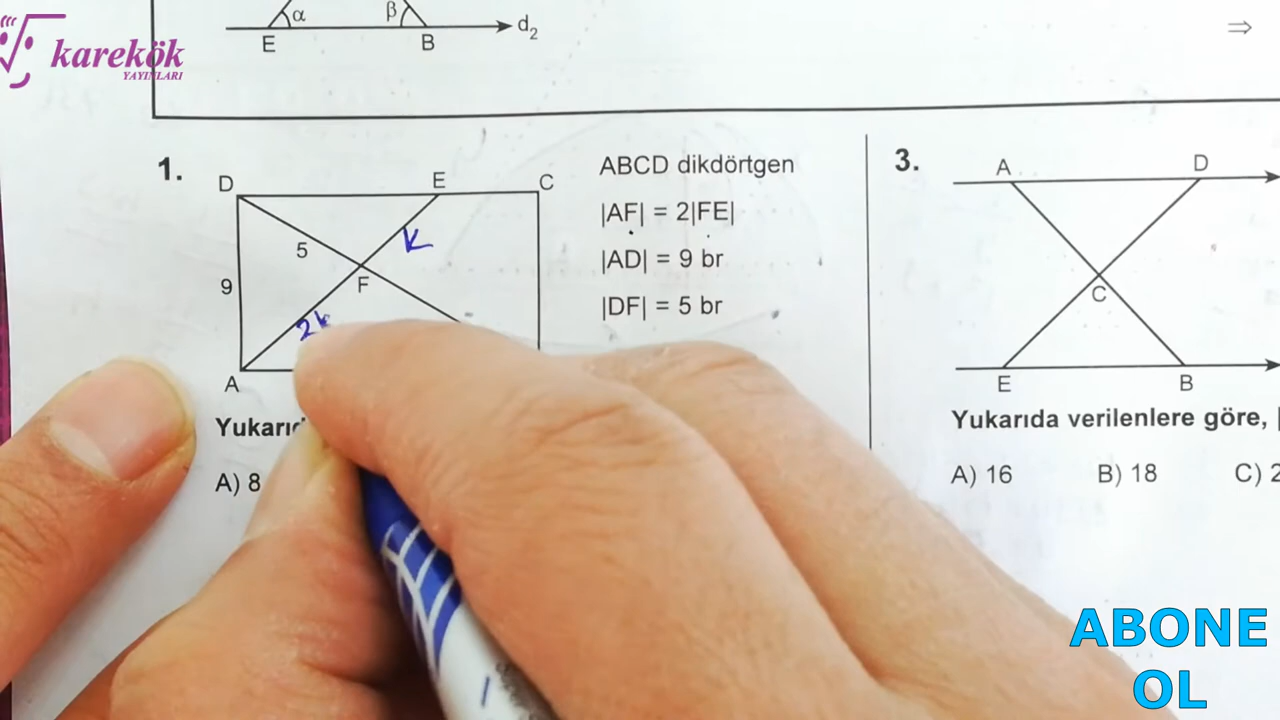 karekök
YAYINLARI
α
β
E
B
d2
⇒
1.
D
E
C
5
K
9
F
2k
A
ABCD dikdörtgen
|AF| = 2|FE|
|AD| = 9 br
|DF| = 5 br
A) 8
3.
A
D
C
E
B
Yukarıda verilenlere göre,
A) 16 B) 18 C) 2
ABONE
OL